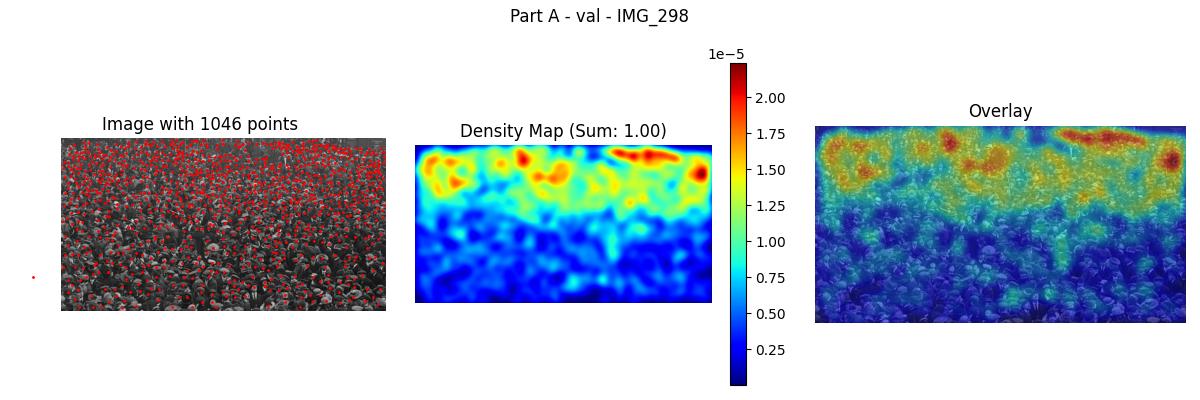 Part A - val - IMG_298
Image with 1046 points
Density Map (Sum: 1.00)
1e−5
2.00
1.75
1.50
1.25
1.00
0.75
0.50
0.25
Overlay